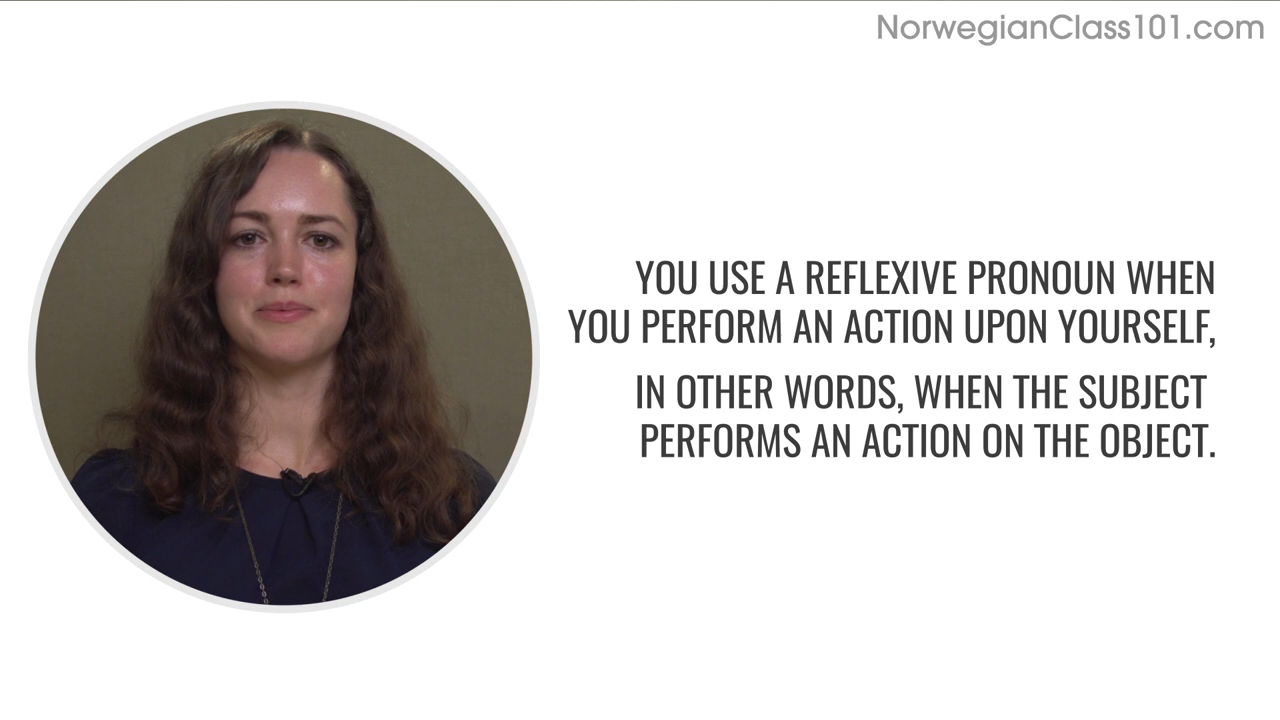 NorwegianClass101.com
YOU USE A REFLEXIVE PRONOUN WHEN
YOU PERFORM AN ACTION UPON YOURSELF,
IN OTHER WORDS, WHEN THE SUBJECT
PERFORMS AN ACTION ON THE OBJECT.